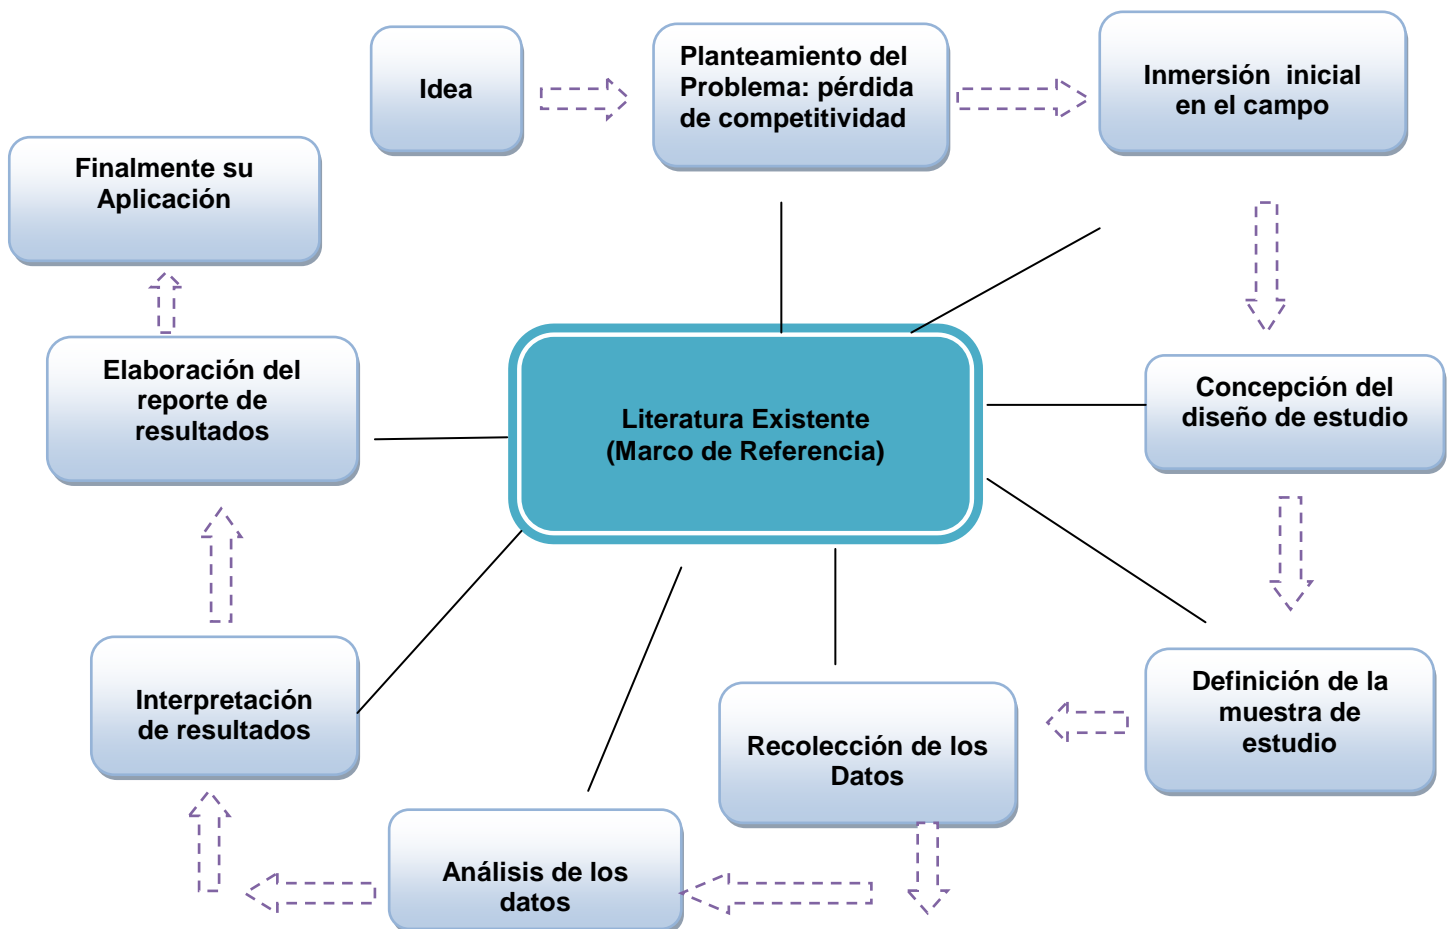 Idea
Planteamiento del
Problema: pérdida
de competitividad
Inmersión inicial
en el campo
Concepción del
diseño de estudio
Definición de la
muestra de
estudio
Recolección de los
Datos
Análisis de los
datos
Interpretación
de resultados
Elaboración del
reporte de
resultados
Finalmente su
Aplicación
Literatura Existente
(Marco de Referencia)